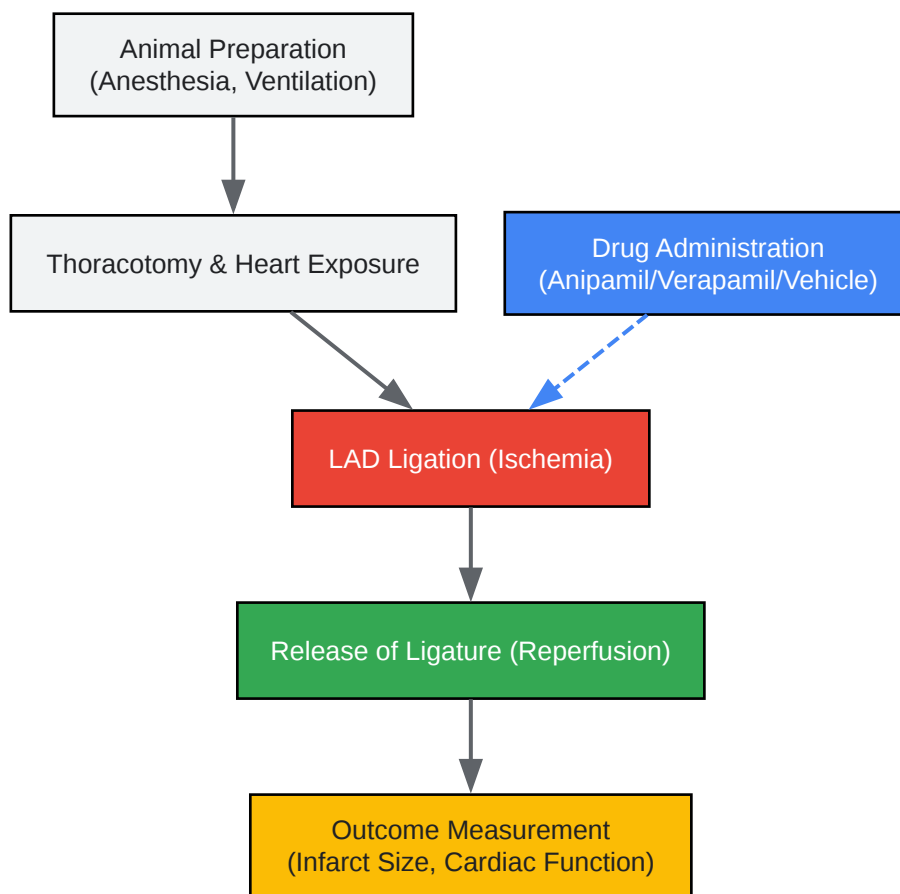 Animal Preparation
(Anesthesia, Ventilation)
Thoracotomy & Heart Exposure
Drug Administration
(Anipamil/Verapamil/Vehicle)
LAD Ligation (Ischemia)
Release of Ligature (Reperfusion)
Outcome Measurement
(Infarct Size, Cardiac Function)